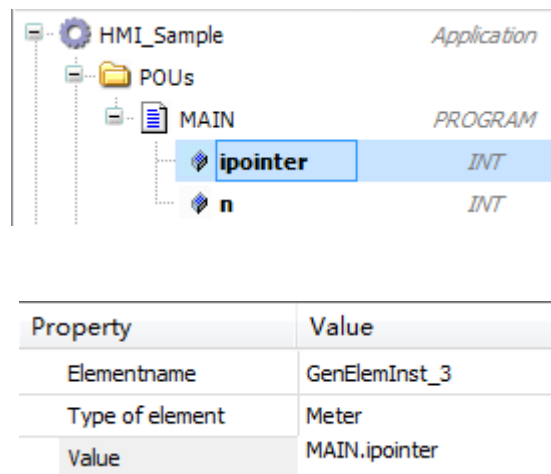 HMI_Sample Application
POUs
MAIN PROGRAM
ipointer INT
n INT
Property Value
Elementname GenElemInst_3
Type of element Meter
Value MAIN.ipointer